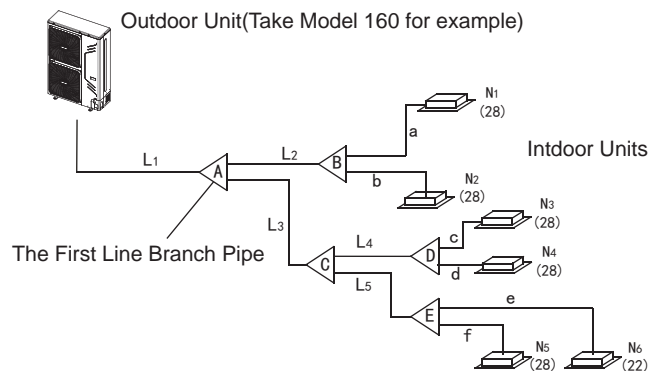 Outdoor Unit(Take Model 160 for example)
N1
(28)
a
L1
A
L2
B
b
N2
(28)
Intdoor Units
L3
The First Line Branch Pipe
C
L4
D
c
N3
(28)
d
N4
(28)
L5
E
e
f
N5
(28)
N6
(22)